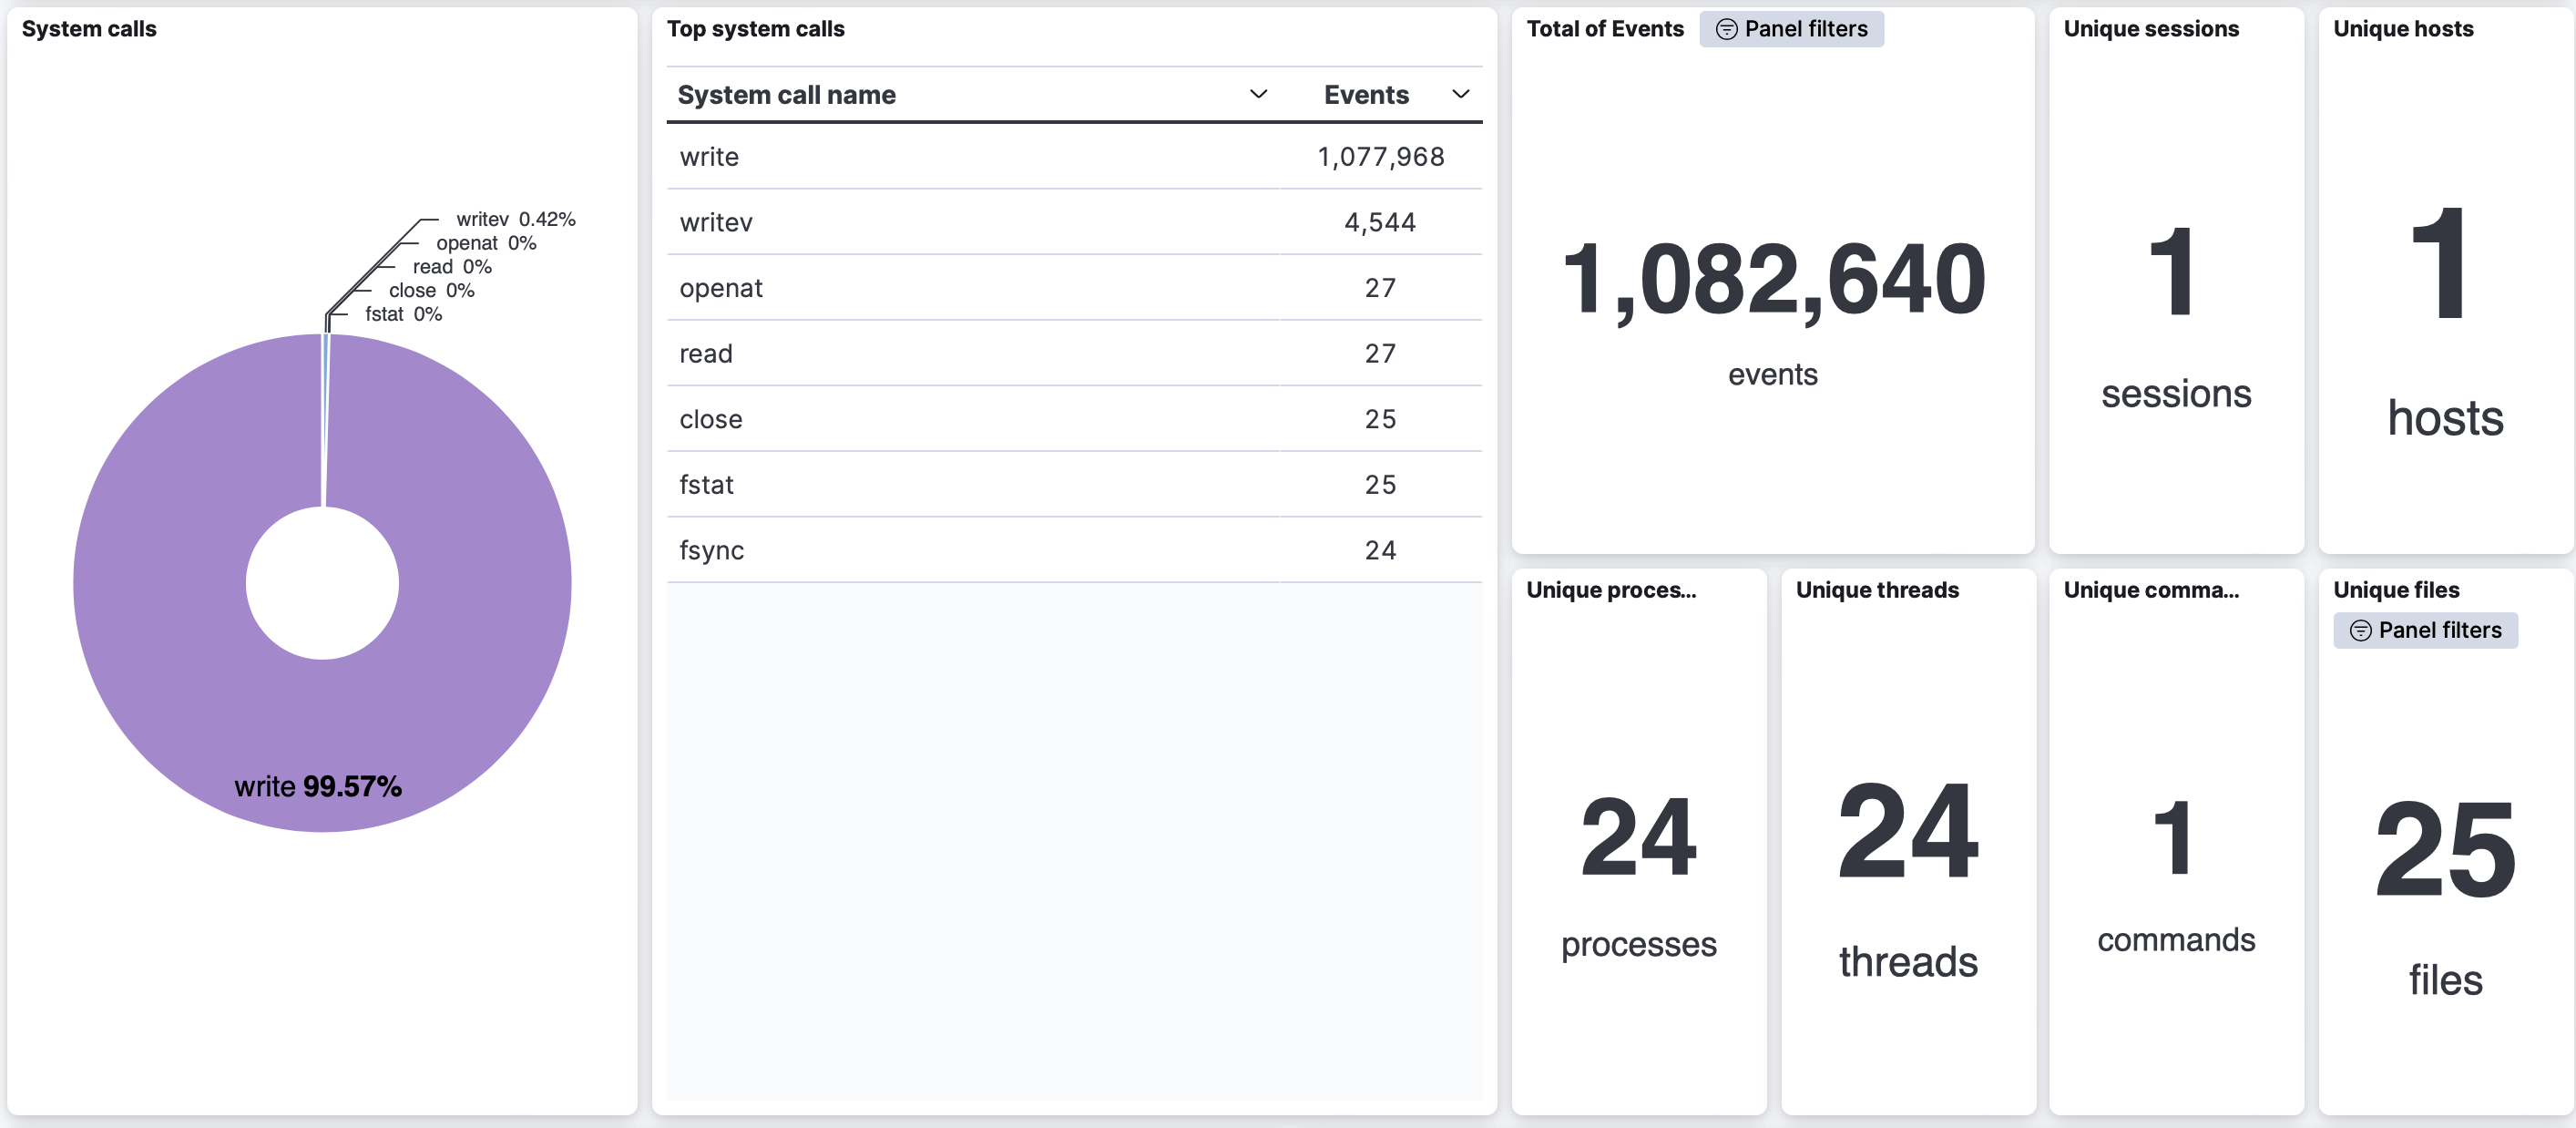 System calls
writev 0.42%
openat 0%
read 0%
close 0%
fstat 0%
write 99.57%
Top system calls
System call name Events
write 1,077,968
writev 4,544
openat 27
read 27
close 25
fstat 25
fsync 24
Total of Events Panel filters
1,082,640
events
Unique sessions
1
sessions
Unique hosts
1
hosts
Unique proces...
24
processes
Unique threads
24
threads
Unique comma...
1
commands
Unique files
Panel filters
25
files